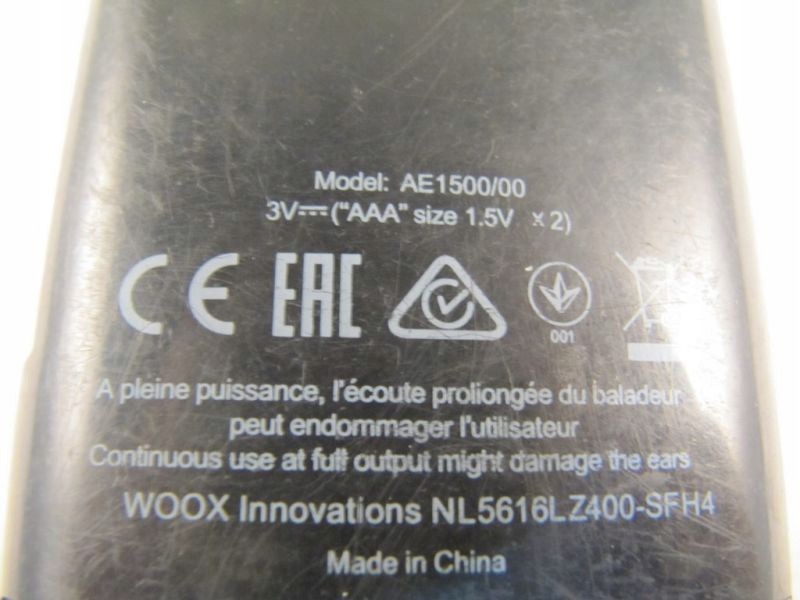 Model: AE1500/00
3V⎓("AAA" size 1.5V x2)
CE EAC
001
A pleine puissance, l'écoute prolongée du baladeur
peut endommager l'utilisateur
Continuous use at full output might damage the ears
WOOX Innovations NL5616LZ400-SFH4
Made in China